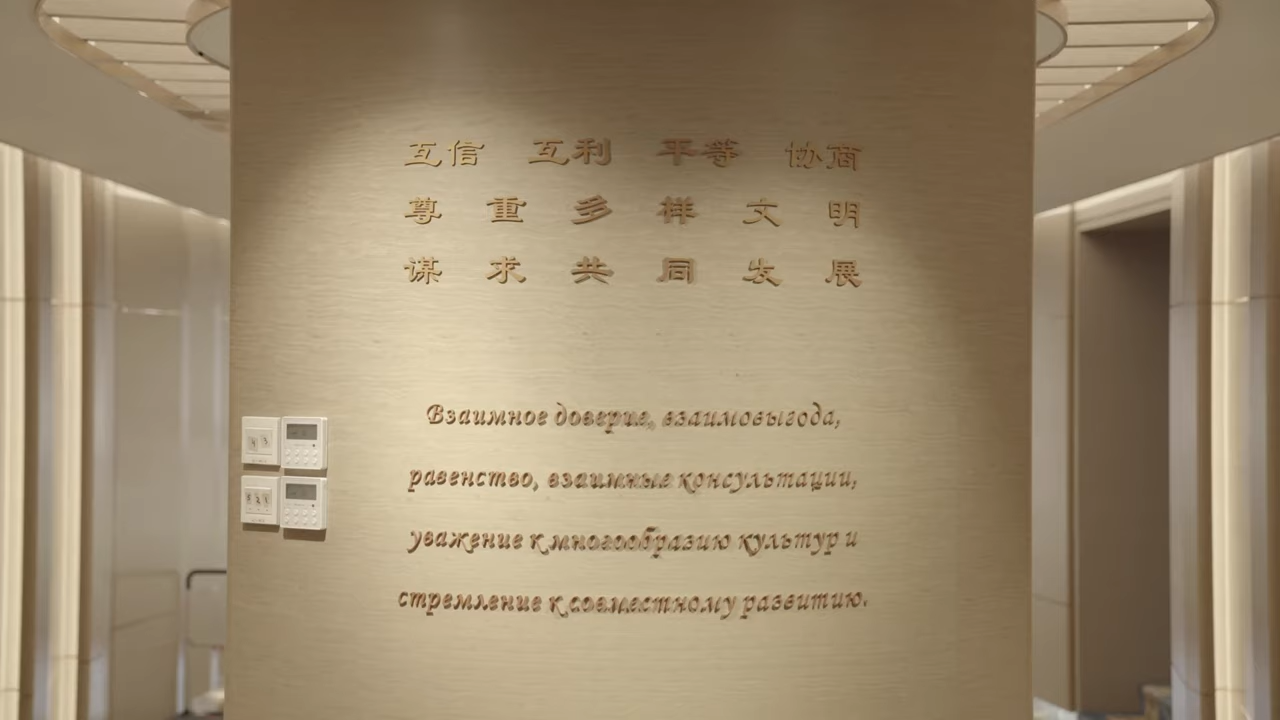 互信 互利 平等 协商
尊重多样文明
谋求共同发展
Взаимное доверие, взаимовыгода,
равенство, взаимные консультации,
уважение к многообразию культур и
стремление к совместному развитию.